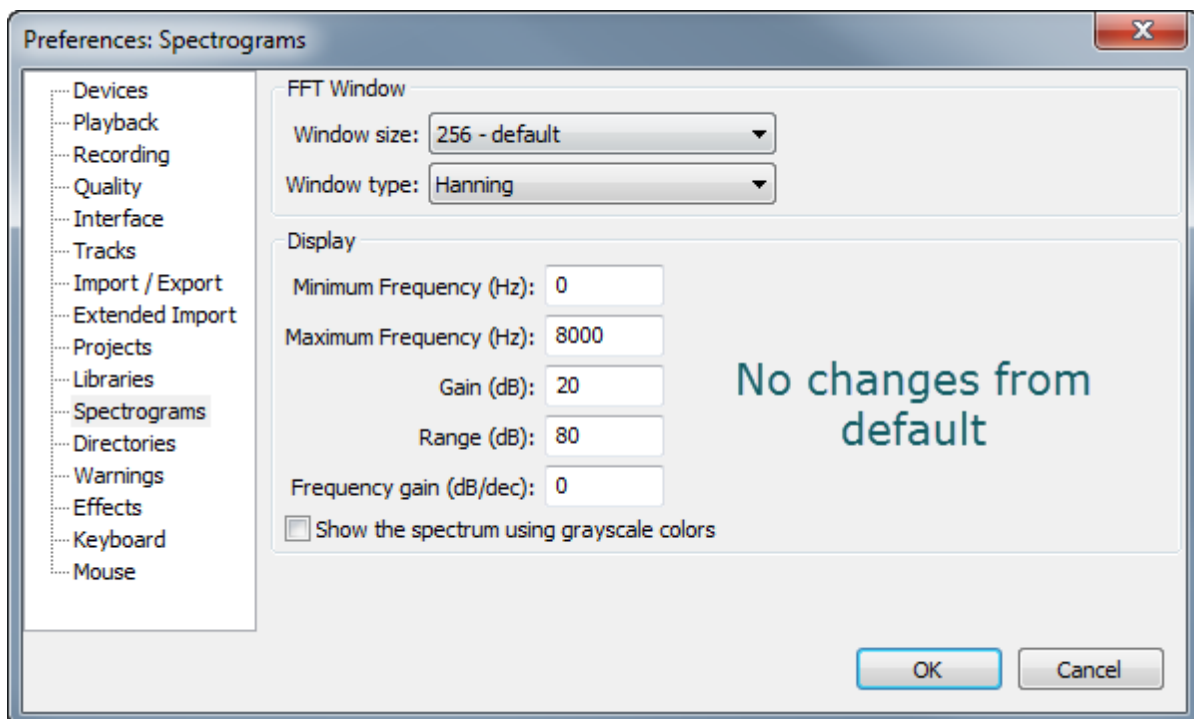 Preferences: Spectrograms
Devices
Playback
Recording
Quality
Interface
Tracks
Import / Export
Extended Import
Projects
Libraries
Spectrograms
Directories
Warnings
Effects
Keyboard
Mouse
FFT Window
Window size: 256 - default
Window type: Hanning
Display
Minimum Frequency (Hz): 0
Maximum Frequency (Hz): 8000
Gain (dB): 20
Range (dB): 80
Frequency gain (dB/dec): 0
Show the spectrum using grayscale colors
No changes from
default
OK Cancel